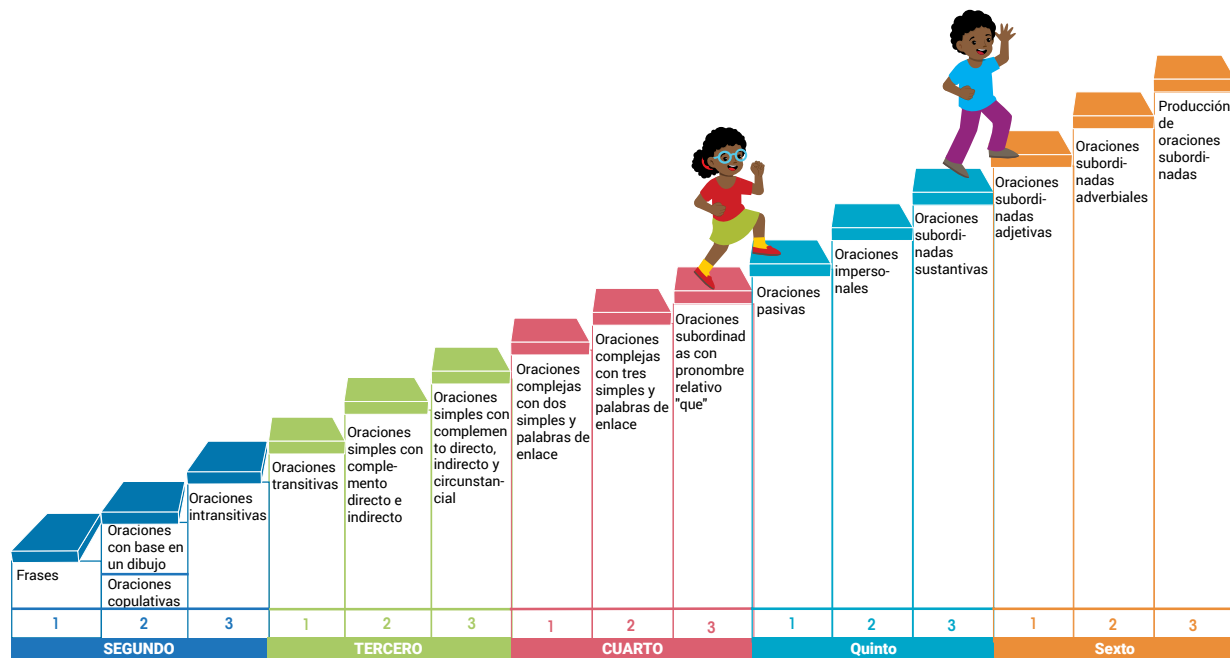 Frases
Oraciones
con base en
un dibujo
Oraciones
copulativas
Oraciones
intransitivas
Oraciones
transitivas
Oraciones
simples con
comple-
mento
directo e
indirecto
Oraciones
simples con
complemen
to directo,
indirecto y
circunstan-
cial
Oraciones
complejas
con dos
simples y
palabras de
enlace
Oraciones
complejas
con tres
simples y
palabras de
enlace
Oraciones
subordinad
as con
pronombre
relativo
"que"
Oraciones
pasivas
Oraciones
imperso-
nales
Oraciones
subordi-
nadas
sustantivas
Oraciones
subordi-
nadas
adjetivas
Oraciones
subordi-
nadas
adverbiales
Producción
de
oraciones
subordi-
nadas
1 2 3 1 2 3 1 2 3 1 2 3 1 2 3
SEGUNDO TERCERO CUARTO Quinto Sexto